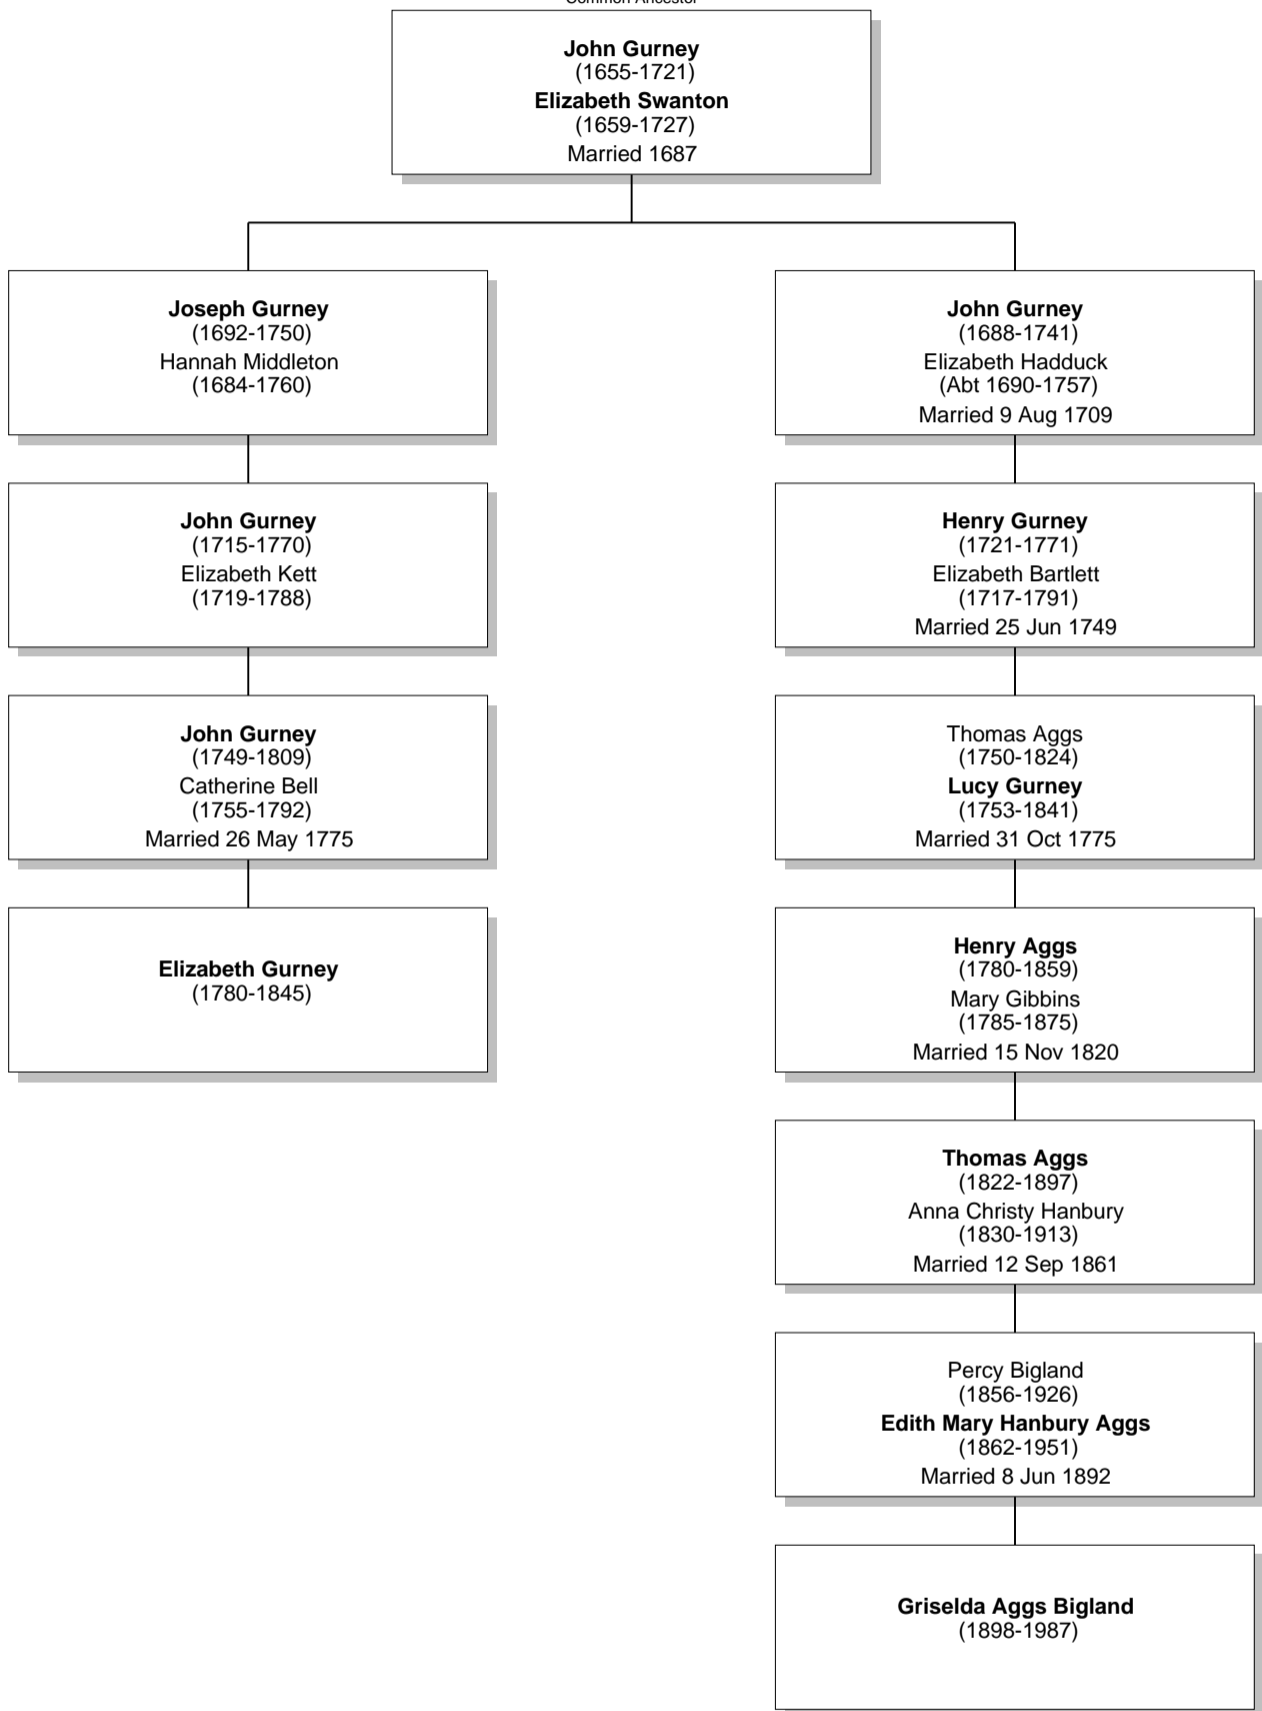 Common Ancestor
John Gurney
(1655-1721)
Elizabeth Swanton
(1659-1727)
Married 1687
Joseph Gurney
(1692-1750)
Hannah Middleton
(1684-1760)
John Gurney
(1688-1741)
Elizabeth Hadduck
(Abt 1690-1757)
Married 9 Aug 1709
John Gurney
(1715-1770)
Elizabeth Kett
(1719-1788)
Henry Gurney
(1721-1771)
Elizabeth Bartlett
(1717-1791)
Married 25 Jun 1749
John Gurney
(1749-1809)
Catherine Bell
(1755-1792)
Married 26 May 1775
Thomas Aggs
(1750-1824)
Lucy Gurney
(1753-1841)
Married 31 Oct 1775
Elizabeth Gurney
(1780-1845)
Henry Aggs
(1780-1859)
Mary Gibbins
(1785-1875)
Married 15 Nov 1820
Thomas Aggs
(1822-1897)
Anna Christy Hanbury
(1830-1913)
Married 12 Sep 1861
Percy Bigland
(1856-1926)
Edith Mary Hanbury Aggs
(1862-1951)
Married 8 Jun 1892
Griselda Aggs Bigland
(1898-1987)